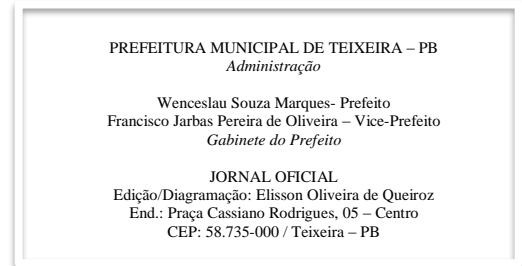 PREFEITURA MUNICIPAL DE TEIXEIRA – PB
Administração
Wenceslau Souza Marques- Prefeito
Francisco Jarbas Pereira de Oliveira – Vice-Prefeito
Gabinete do Prefeito
JORNAL OFICIAL
Edição/Diagramação: Elisson Oliveira de Queiroz
End.: Praça Cassiano Rodrigues, 05 – Centro
CEP: 58.735-000 / Teixeira – PB